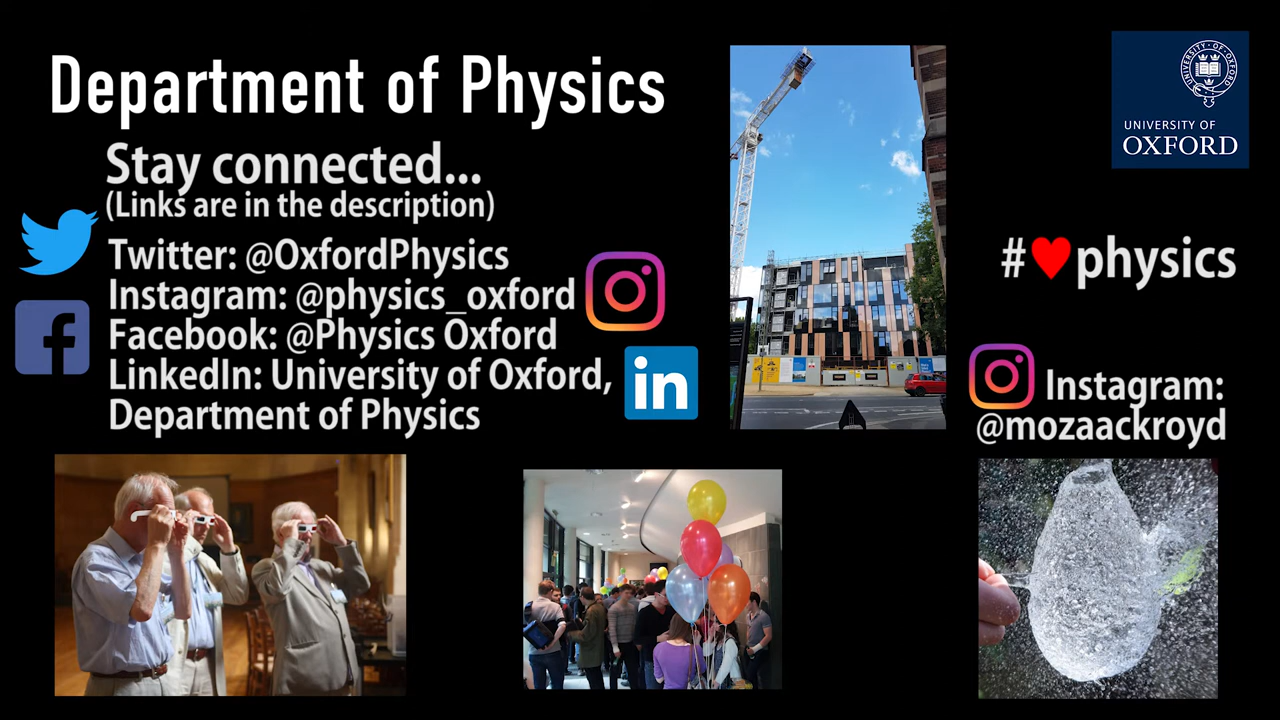 Department of Physics
Stay connected...
(Links are in the description)
Twitter: @OxfordPhysics
Instagram: @physics_oxford
Facebook: @Physics Oxford
LinkedIn: University of Oxford,
Department of Physics
in
UNIVERSITY OF
OXFORD
#❤physics
Instagram:
@mozaackroyd